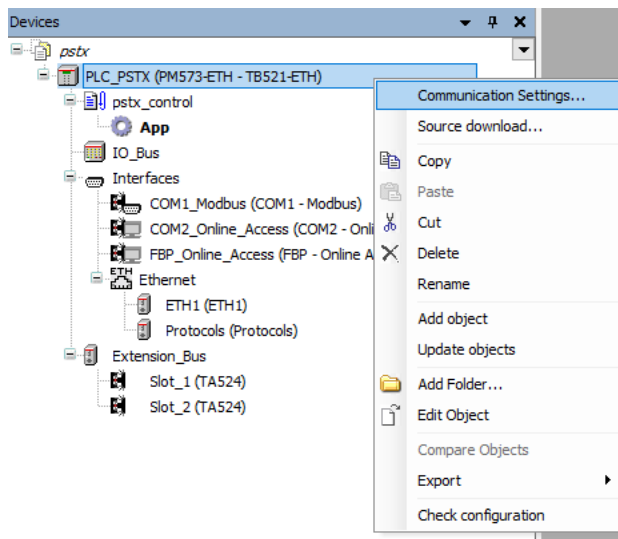 Devices
pstx
PLC_PSTX (PM573-ETH - TB521-ETH)
pstx_control
App
IO_Bus
Interfaces
COM1_Modbus (COM1 - Modbus)
COM2_Online_Access (COM2 - Onli
FBP_Online_Access (FBP - Online A
ETH
Ethernet
ETH1 (ETH1)
Protocols (Protocols)
Extension_Bus
Slot_1 (TA524)
Slot_2 (TA524)
Communication Settings...
Source download...
Copy
Paste
Cut
Delete
Rename
Add object
Update objects
Add Folder...
Edit Object
Compare Objects
Export
Check configuration